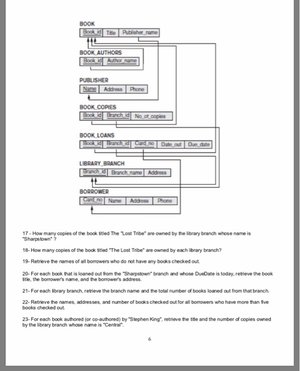 BOOK
Book_id Title Publisher_name
BOOK_AUTHORS
Book_id Author_name
PUBLISHER
Name Address Phone
BOOK_COPIES
Book_id Branch_id No_of_copies
BOOK_LOANS
Book_id Branch_id Card_no Date_out Due_date
LIBRARY_BRANCH
Branch_id Branch_name Address
BORROWER
Card_no Name Address Phone
17 - How many copies of the book titled The "Lost Tribe" are owned by the library branch whose name is
"Sharpstown" ?
18- How many copies of the book titled "The Lost Tribe" are owned by each library branch?
19- Retrieve the names of all borrowers who do not have any books checked out.
20- For each book that is loaned out from the "Sharpstown" branch and whose DueDate is today, retrieve the book
title, the borrower's name, and the borrower's address.
21- For each library branch, retrieve the branch name and the total number of books loaned out from that branch.
22- Retrieve the names, addresses, and number of books checked out for all borrowers who have more than five
books checked out.
23- For each book authored (or co-authored) by "Stephen King", retrieve the title and the number of copies owned
by the library branch whose name is "Central".
6